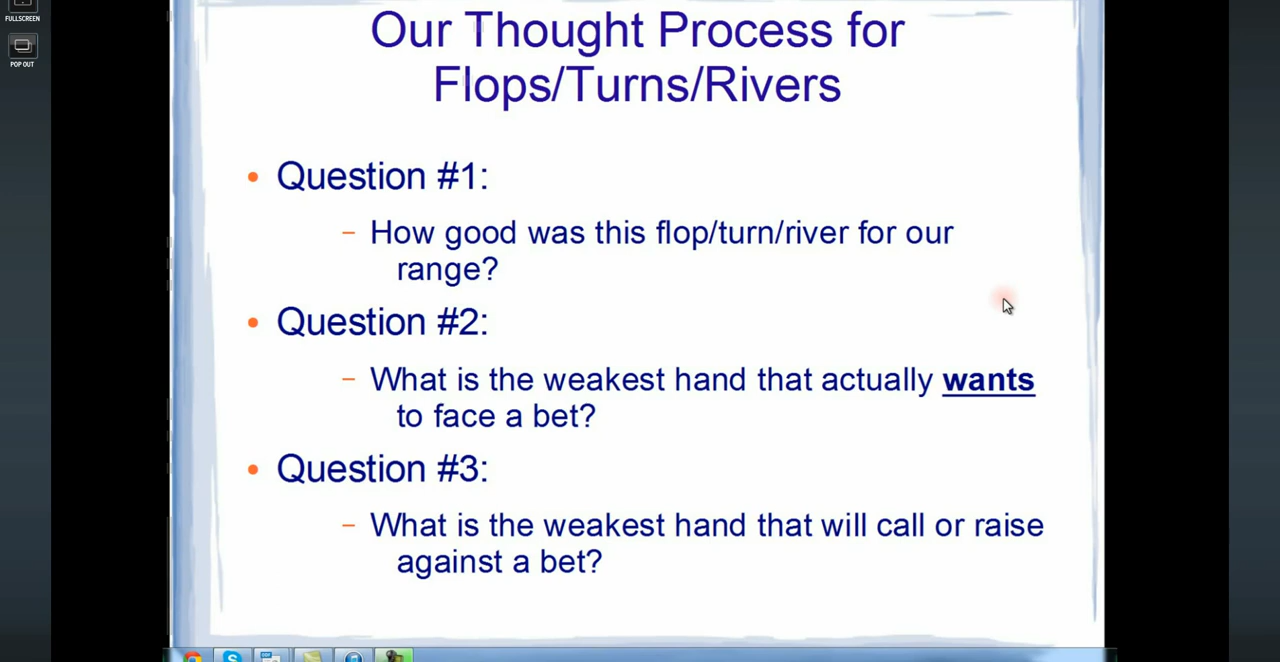 FULLSCREEN
POP OUT
Our Thought Process for
Flops/Turns/Rivers
• Question #1:
– How good was this flop/turn/river for our
range?
• Question #2:
– What is the weakest hand that actually wants
to face a bet?
• Question #3:
– What is the weakest hand that will call or raise
against a bet?